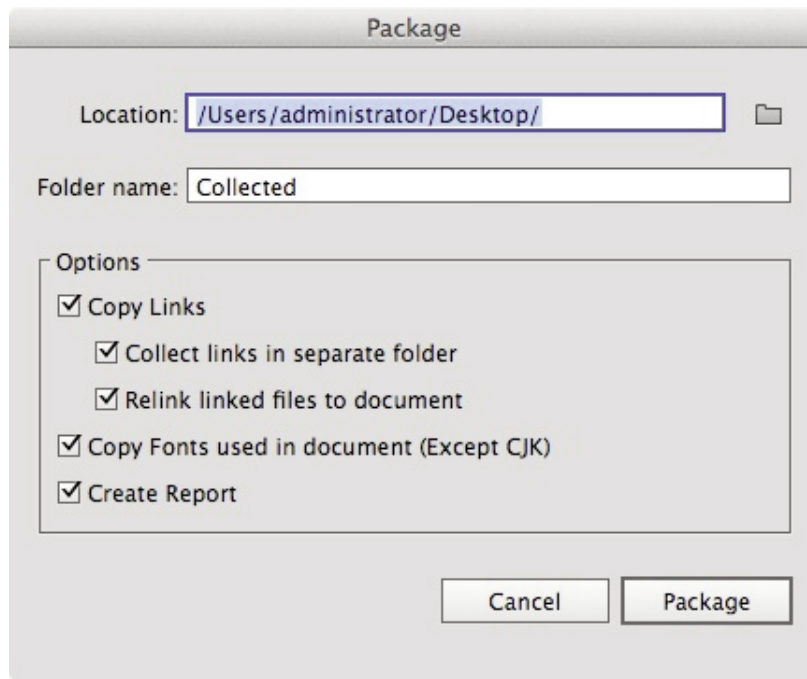 Package
Location: /Users/administrator/Desktop/
Folder name: Collected
Options
Copy Links
Collect links in separate folder
Relink linked files to document
Copy Fonts used in document (Except CJK)
Create Report
Cancel Package